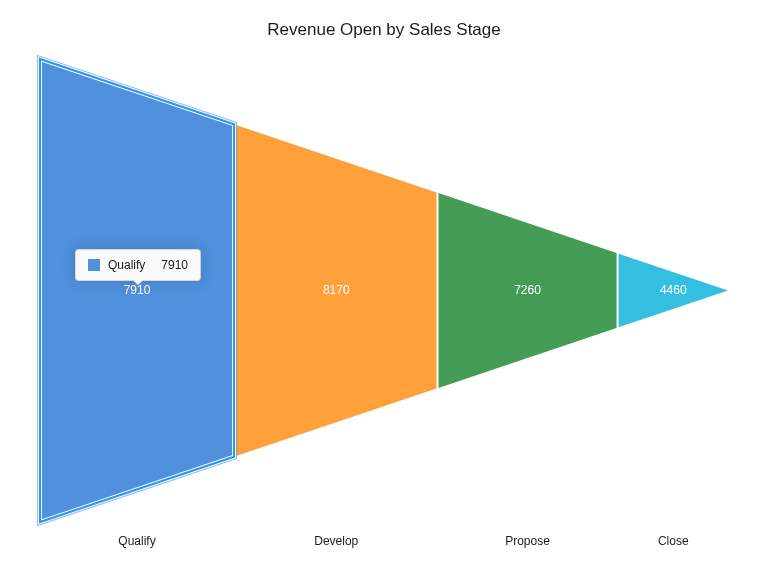 Revenue Open by Sales Stage
Qualify 7910
7910
8170
7260
4460
Qualify
Develop
Propose
Close